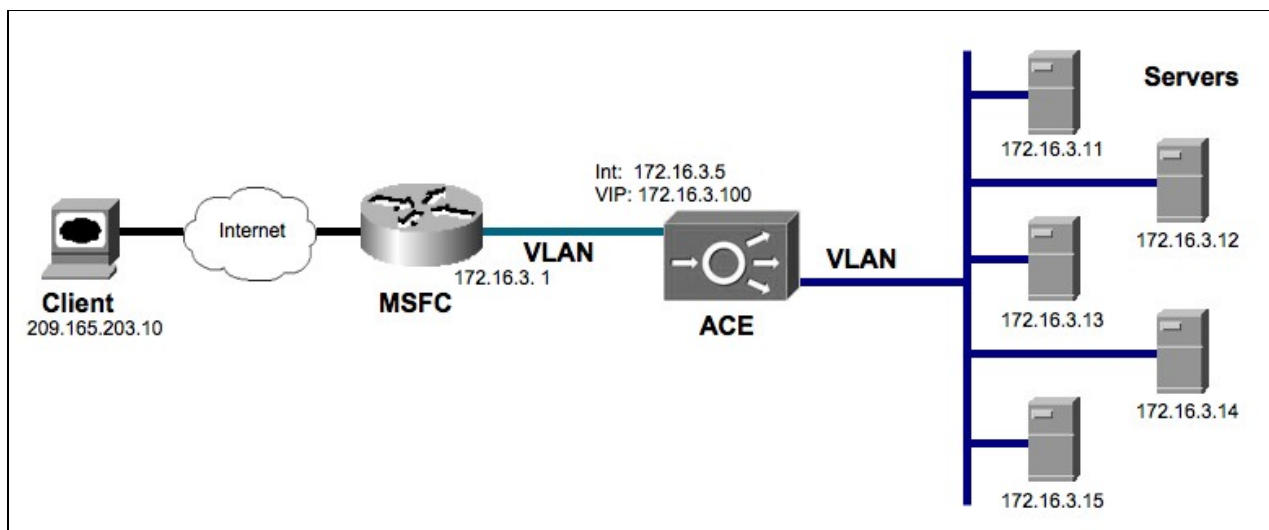 Servers
172.16.3.11
Int: 172.16.3.5
VIP: 172.16.3.100
Internet
172.16.3.12
VLAN
VLAN
172.16.3. 1
Client
MSFC
ACE
209.165.203.10
172.16.3.13
172.16.3.14
172.16.3.15